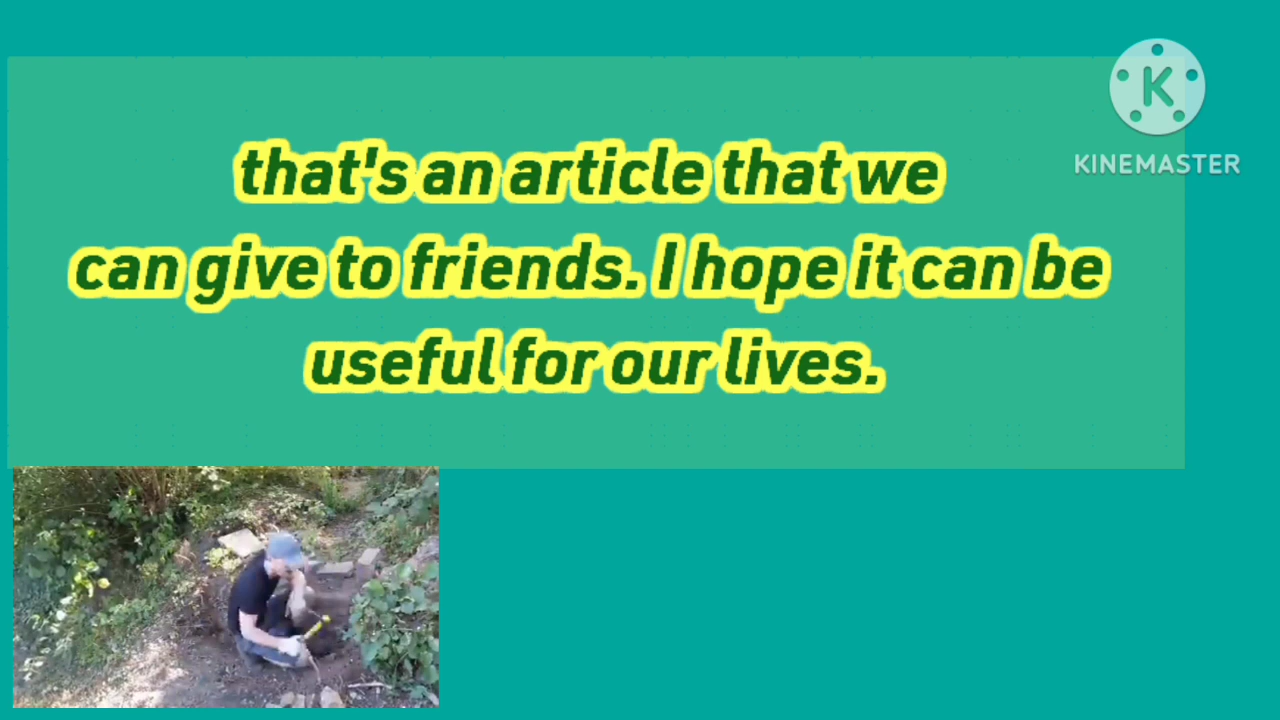 K
KINEMASTER
that's an article that we
can give to friends. I hope it can be
useful for our lives.